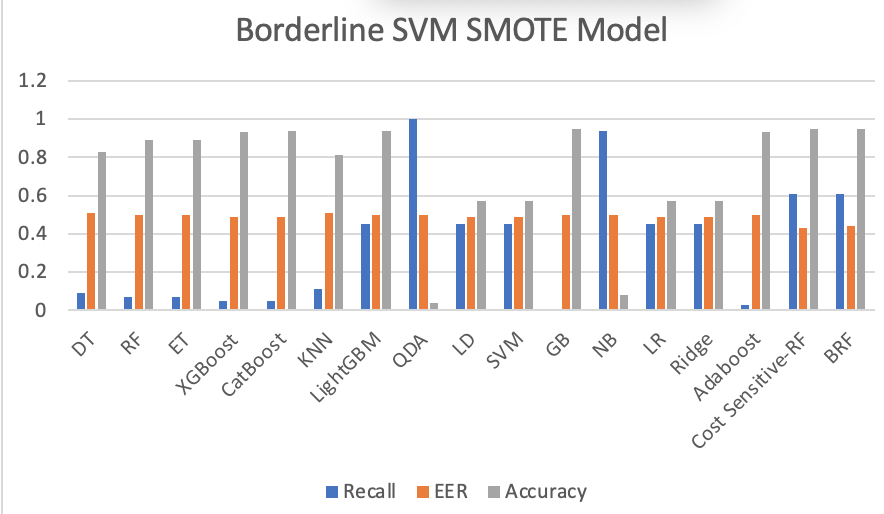 Borderline SVM SMOTE Model
1.2
1
0.8
0.6
0.4
0.2
0
DT
RF
ET
XGBoost
CatBoost
KNN
LightGBM
QDA
LD
SVM
GB
NB
LR
Ridge
Adaboost
Cost Sensitive-RF
BRF
Recall EER Accuracy